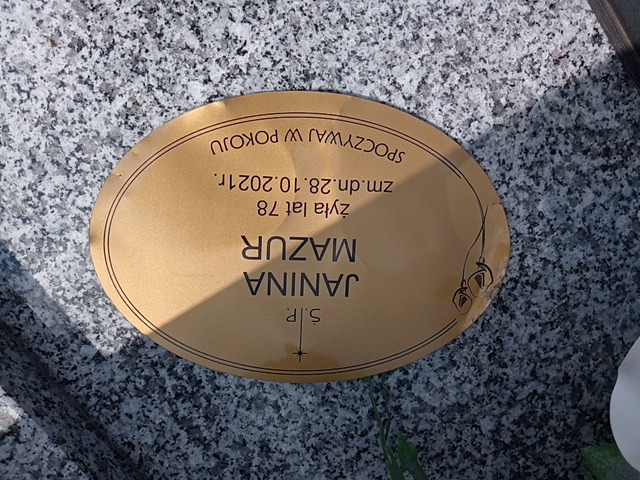 Ś.P.
JANINA
MAZUR
żyła lat 78
zm.dn.28.10.2021r.
SPOCZYWAJ W POKOJU